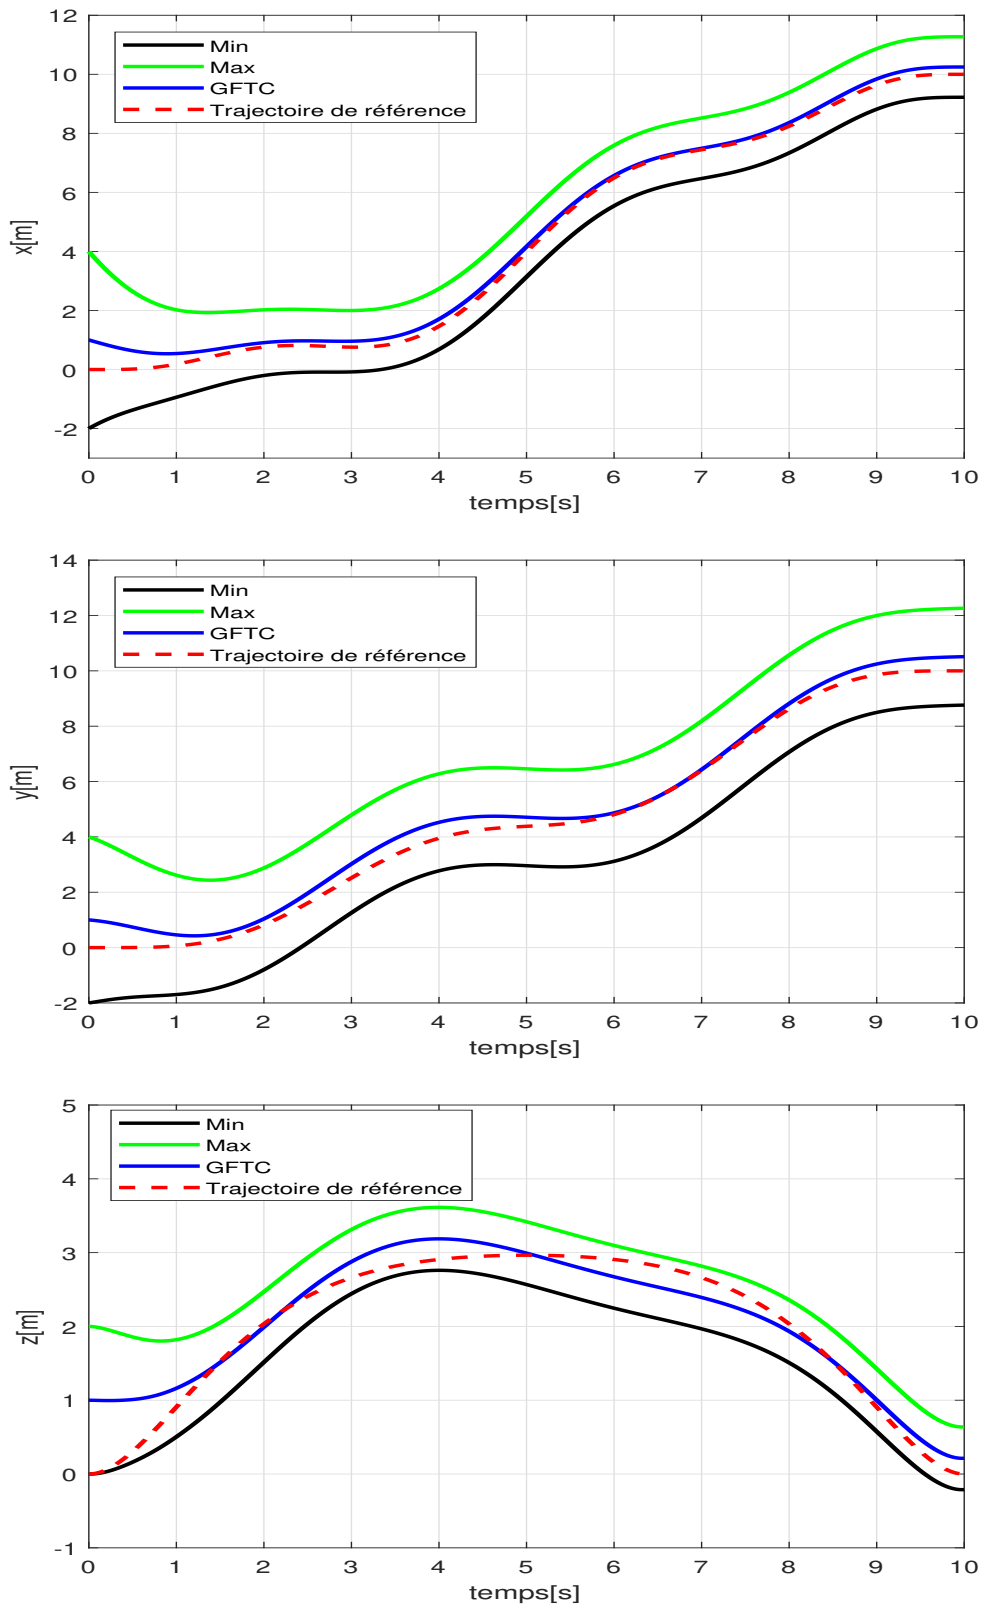 12
10
8
6
4
2
0
-2
x[m]
Min
Max
GFTC
Trajectoire de référence
0 1 2 3 4 5 6 7 8 9 10
temps[s]
14
12
10
8
6
4
2
0
-2
y[m]
Min
Max
GFTC
Trajectoire de référence
0 1 2 3 4 5 6 7 8 9 10
temps[s]
5
4
3
2
1
0
-1
z[m]
Min
Max
GFTC
Trajectoire de référence
0 1 2 3 4 5 6 7 8 9 10
temps[s]